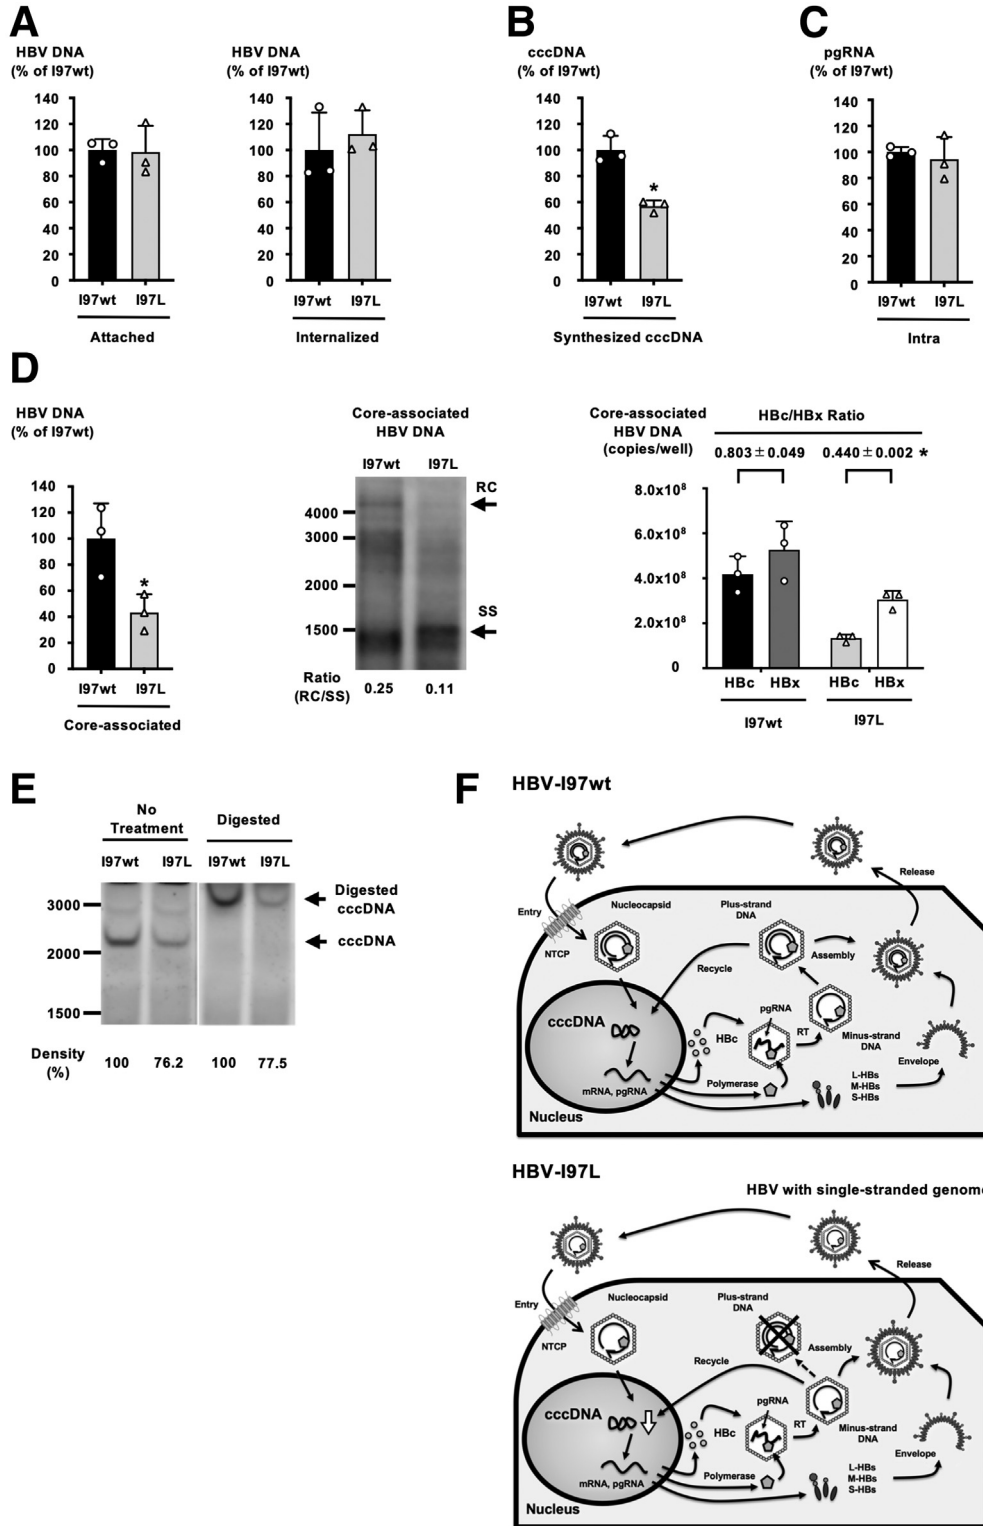 A
HBV DNA
(% of I97wt)
140
120
100
80
60
40
20
0
I97wt
I97L
Attached
HBV DNA
(% of I97wt)
140
120
100
80
60
40
20
0
I97wt
I97L
Internalized
B
cccDNA
(% of I97wt)
140
120
100
80
60
40
20
0
*
I97wt
I97L
Synthesized cccDNA
C
pgRNA
(% of I97wt)
140
120
100
80
60
40
20
0
I97wt
I97L
Intra
D
HBV DNA
(% of I97wt)
140
120
100
80
60
40
20
0
*
I97wt
I97L
Core-associated
Core-associated
HBV DNA
I97wt
I97L
RC
4000
3000
2000
SS
1500
Ratio
(RC/SS)
0.25
0.11
Core-associated
HBV DNA
(copies/well)
HBc/HBx Ratio
0.803 ± 0.049
0.440 ± 0.002 *
8.0x10⁸
6.0x10⁸
4.0x10⁸
2.0x10⁸
0
HBc
HBx
HBc
HBx
I97wt
I97L
E
No
Treatment
Digested
I97wt
I97L
I97wt
I97L
3000
2000
1500
Digested
cccDNA
cccDNA
Density
(%)
100
76.2
100
77.5
F
HBV-I97wt
Release
Entry
NTCP
Nucleocapsid
Plus-strand
DNA
Recycle
Assembly
cccDNA
pgRNA
HBc
RT
Minus-strand
DNA
Envelope
mRNA, pgRNA
Polymerase
L-HBs
M-HBs
S-HBs
Nucleus
HBV-I97L
HBV with single-stranded genome
Release
Entry
NTCP
Nucleocapsid
Plus-strand
DNA
Recycle
Assembly
cccDNA
pgRNA
HBc
RT
Minus-strand
DNA
Envelope
mRNA, pgRNA
Polymerase
L-HBs
M-HBs
S-HBs
Nucleus